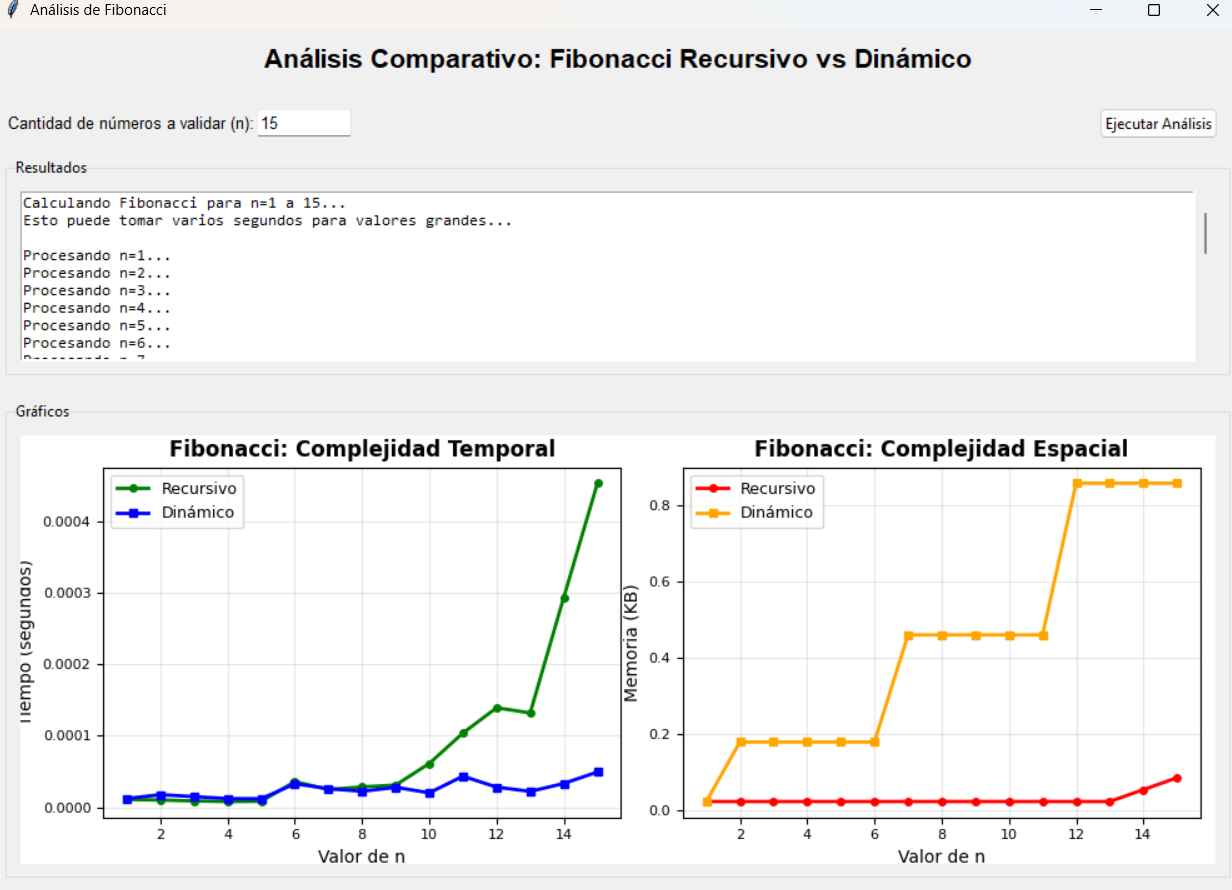 Análisis de Fibonacci
Análisis Comparativo: Fibonacci Recursivo vs Dinámico
Cantidad de números a validar (n): 15
Ejecutar Análisis
Resultados
Calculando Fibonacci para n=1 a 15...
Esto puede tomar varios segundos para valores grandes...
Procesando n=1...
Procesando n=2...
Procesando n=3...
Procesando n=4...
Procesando n=5...
Procesando n=6...
Gráficos
Fibonacci: Complejidad Temporal
Recursivo
Dinámico
0.0004
0.0003
0.0002
0.0001
0.0000
Tiempo (segundos)
2 4 6 8 10 12 14
Valor de n
Fibonacci: Complejidad Espacial
Recursivo
Dinámico
0.8
0.6
0.4
0.2
0.0
Memoria (KB)
2 4 6 8 10 12 14
Valor de n